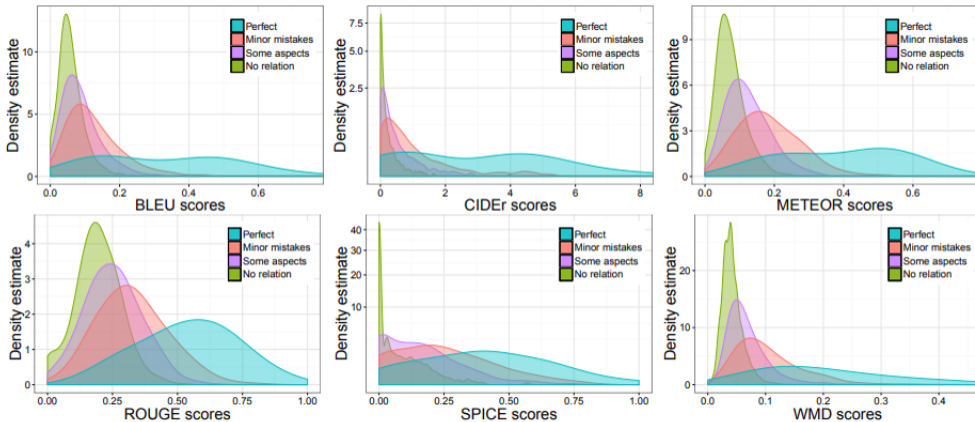 Density estimate
10
5
0
Perfect
Minor mistakes
Some aspects
No relation
0.0 0.2 0.4 0.6
BLEU scores
Density estimate
7.5
5.0
2.5
0.0
Perfect
Minor mistakes
Some aspects
No relation
0 2 4 6 8
CIDEr scores
Density estimate
9
6
3
0
Perfect
Minor mistakes
Some aspects
No relation
0.0 0.2 0.4 0.6
METEOR scores
Density estimate
4
3
2
1
0
Perfect
Minor mistakes
Some aspects
No relation
0.00 0.25 0.50 0.75 1.00
ROUGE scores
Density estimate
40
30
20
10
0
Perfect
Minor mistakes
Some aspects
No relation
0.00 0.25 0.50 0.75 1.00
SPICE scores
Density estimate
20
10
0
Perfect
Minor mistakes
Some aspects
No relation
0.0 0.1 0.2 0.3 0.4
WMD scores